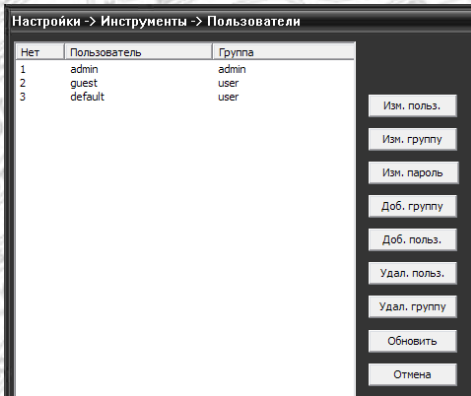 Настройки -> Инструменты -> Пользователи
Нет Пользователь Группа
1 admin admin
2 guest user
3 default user
Изм. польз.
Изм. группу
Изм. пароль
Доб. группу
Доб. польз.
Удал. польз.
Удал. группу
Обновить
Отмена